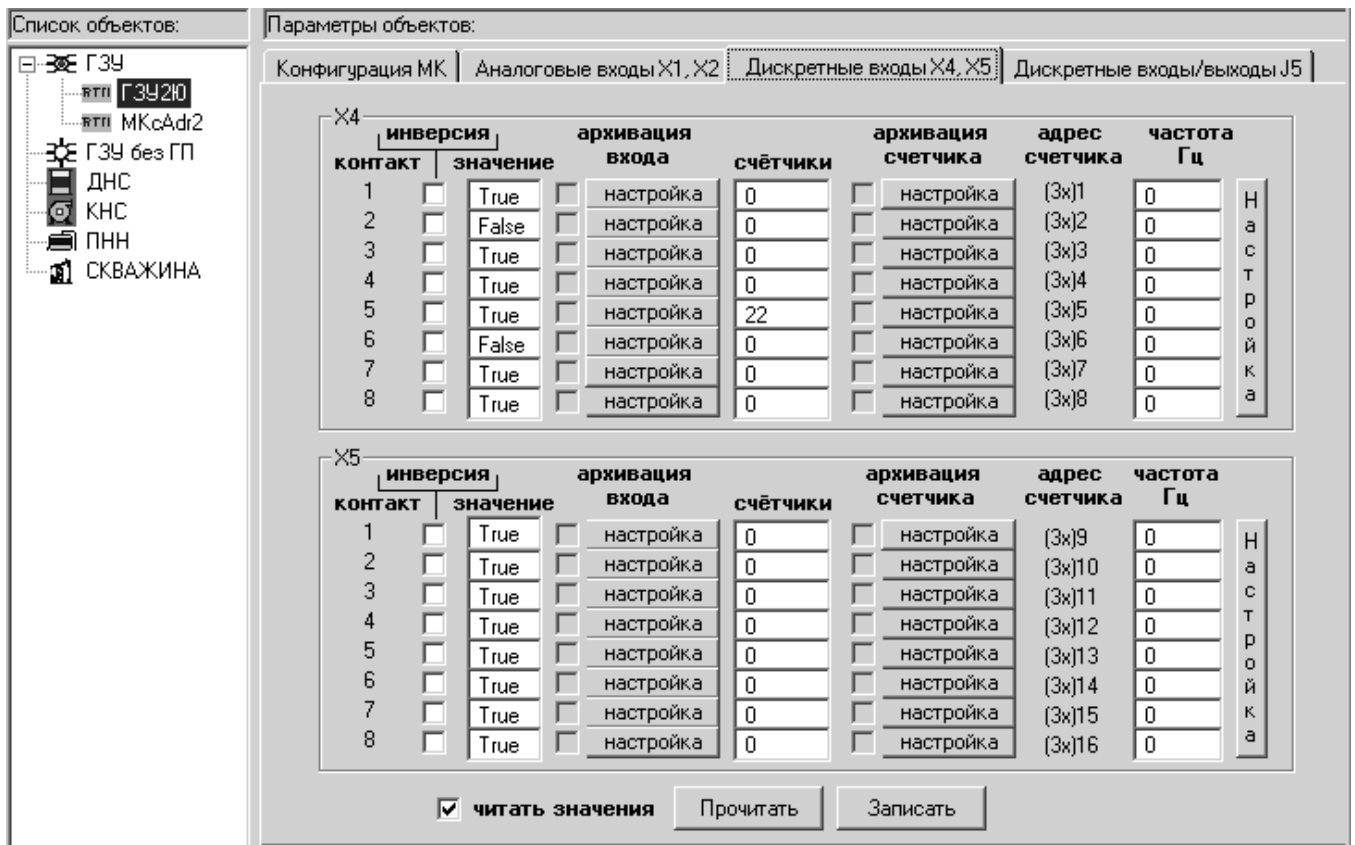 Список объектов:
Параметры объектов:
ГЗУ
RTП ГЗУ2Ю
RTП МКсAdr2
ГЗУ без ГП
ДНС
КНС
ПНН
СКВАЖИНА
Конфигурация МК Аналоговые входы X1, X2 Дискретные входы X4, X5 Дискретные входы/выходы J5
X4
инверсия архивация архивация адрес частота
контакт значение входа счётчики счетчика счетчика Гц
1 True настройка 0 настройка (3x)1 0
2 False настройка 0 настройка (3x)2 0
3 True настройка 0 настройка (3x)3 0
4 True настройка 0 настройка (3x)4 0
5 True настройка 22 настройка (3x)5 0
6 False настройка 0 настройка (3x)6 0
7 True настройка 0 настройка (3x)7 0
8 True настройка 0 настройка (3x)8 0
Настройка
X5
инверсия архивация архивация адрес частота
контакт значение входа счётчики счетчика счетчика Гц
1 True настройка 0 настройка (3x)9 0
2 True настройка 0 настройка (3x)10 0
3 True настройка 0 настройка (3x)11 0
4 True настройка 0 настройка (3x)12 0
5 True настройка 0 настройка (3x)13 0
6 True настройка 0 настройка (3x)14 0
7 True настройка 0 настройка (3x)15 0
8 True настройка 0 настройка (3x)16 0
Настройка
читать значения Прочитать Записать